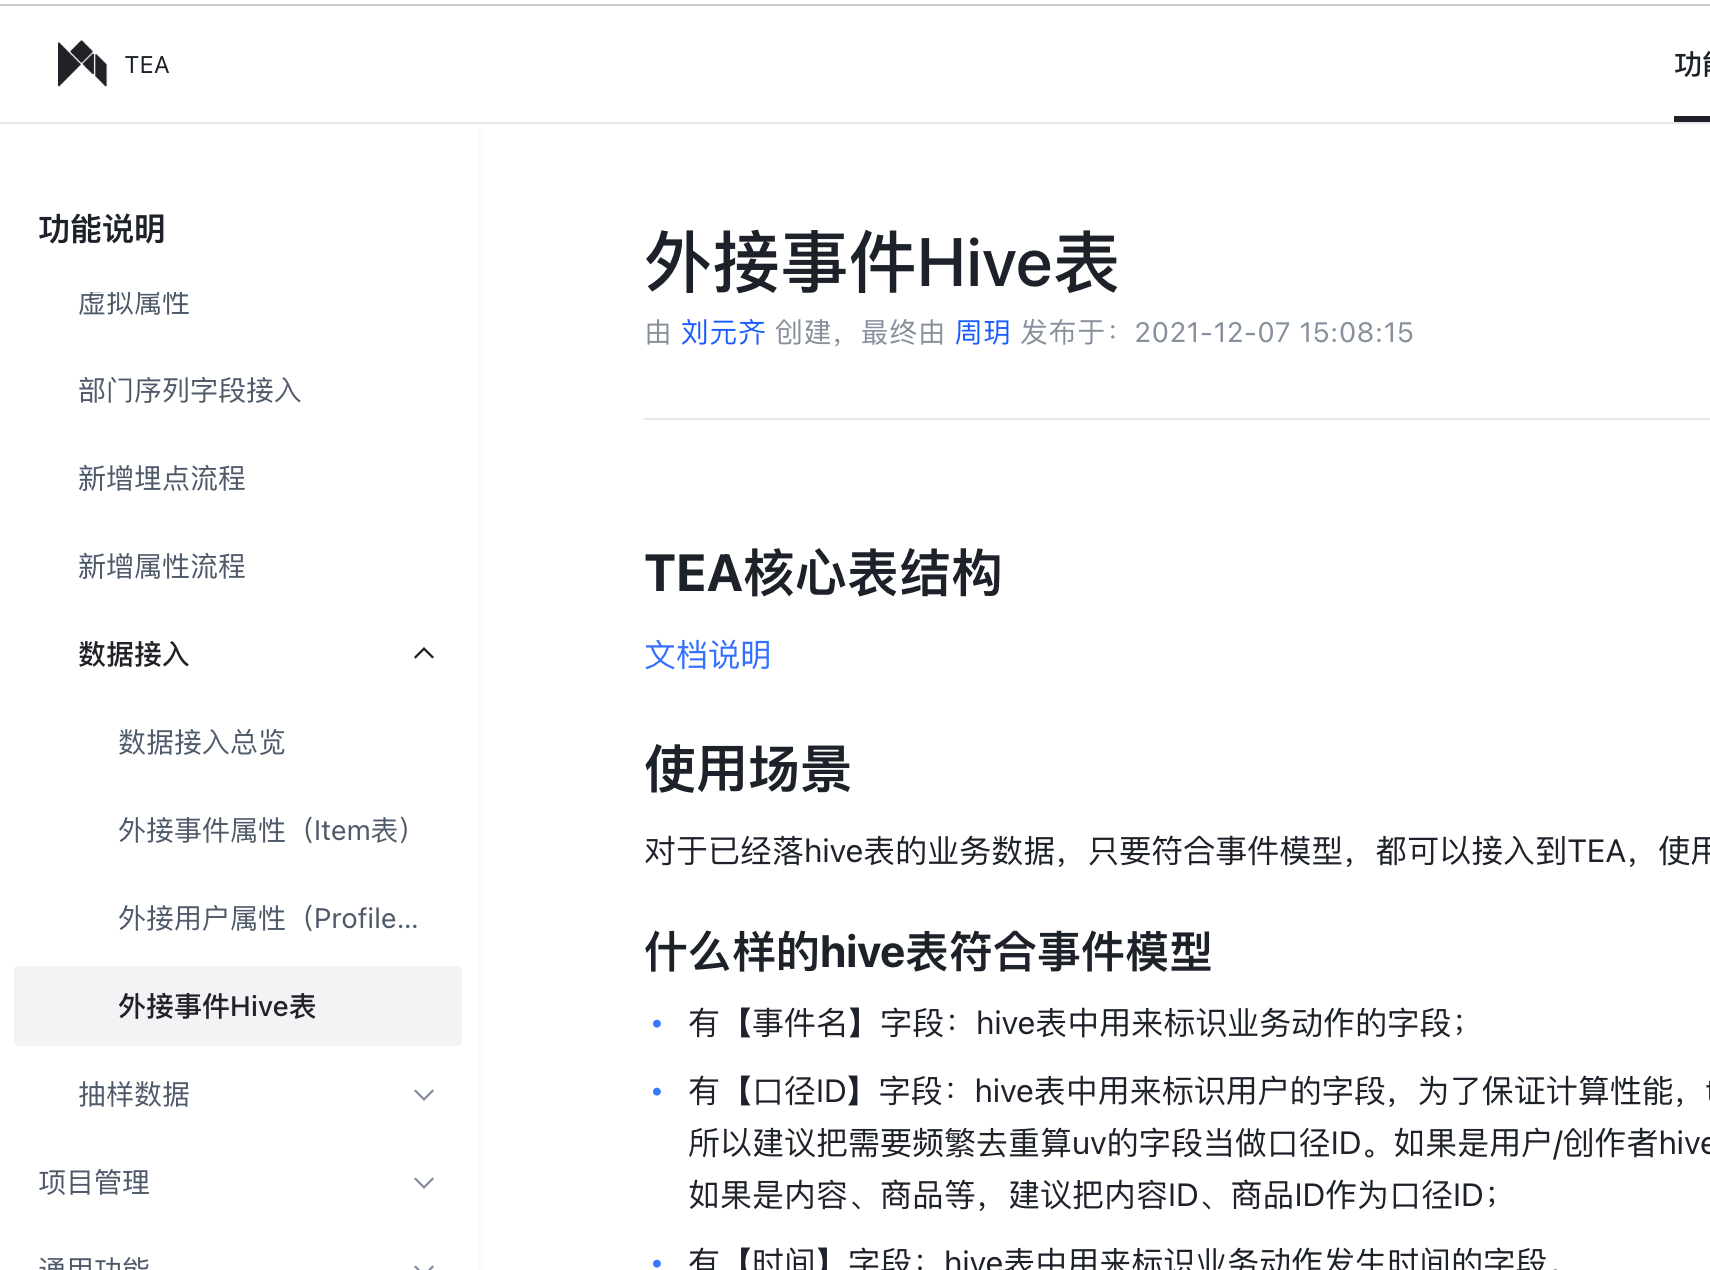 TEA
功能
功能说明
虚拟属性
部门序列字段接入
新增埋点流程
新增属性流程
数据接入
数据接入总览
外接事件属性（Item表）
外接用户属性（Profile...
外接事件Hive表
抽样数据
项目管理
通用功能
外接事件Hive表
由 刘元齐 创建，最终由 周玥 发布于：2021-12-07 15:08:15
TEA核心表结构
文档说明
使用场景
对于已经落hive表的业务数据，只要符合事件模型，都可以接入到TEA，使用
什么样的hive表符合事件模型
• 有【事件名】字段：hive表中用来标识业务动作的字段；
• 有【口径ID】字段：hive表中用来标识用户的字段，为了保证计算性能，
所以建议把需要频繁去重算uv的字段当做口径ID。如果是用户/创作者hive
如果是内容、商品等，建议把内容ID、商品ID作为口径ID；
• 有【时间】字段：hive表中用来标识业务动作发生时间的字段。